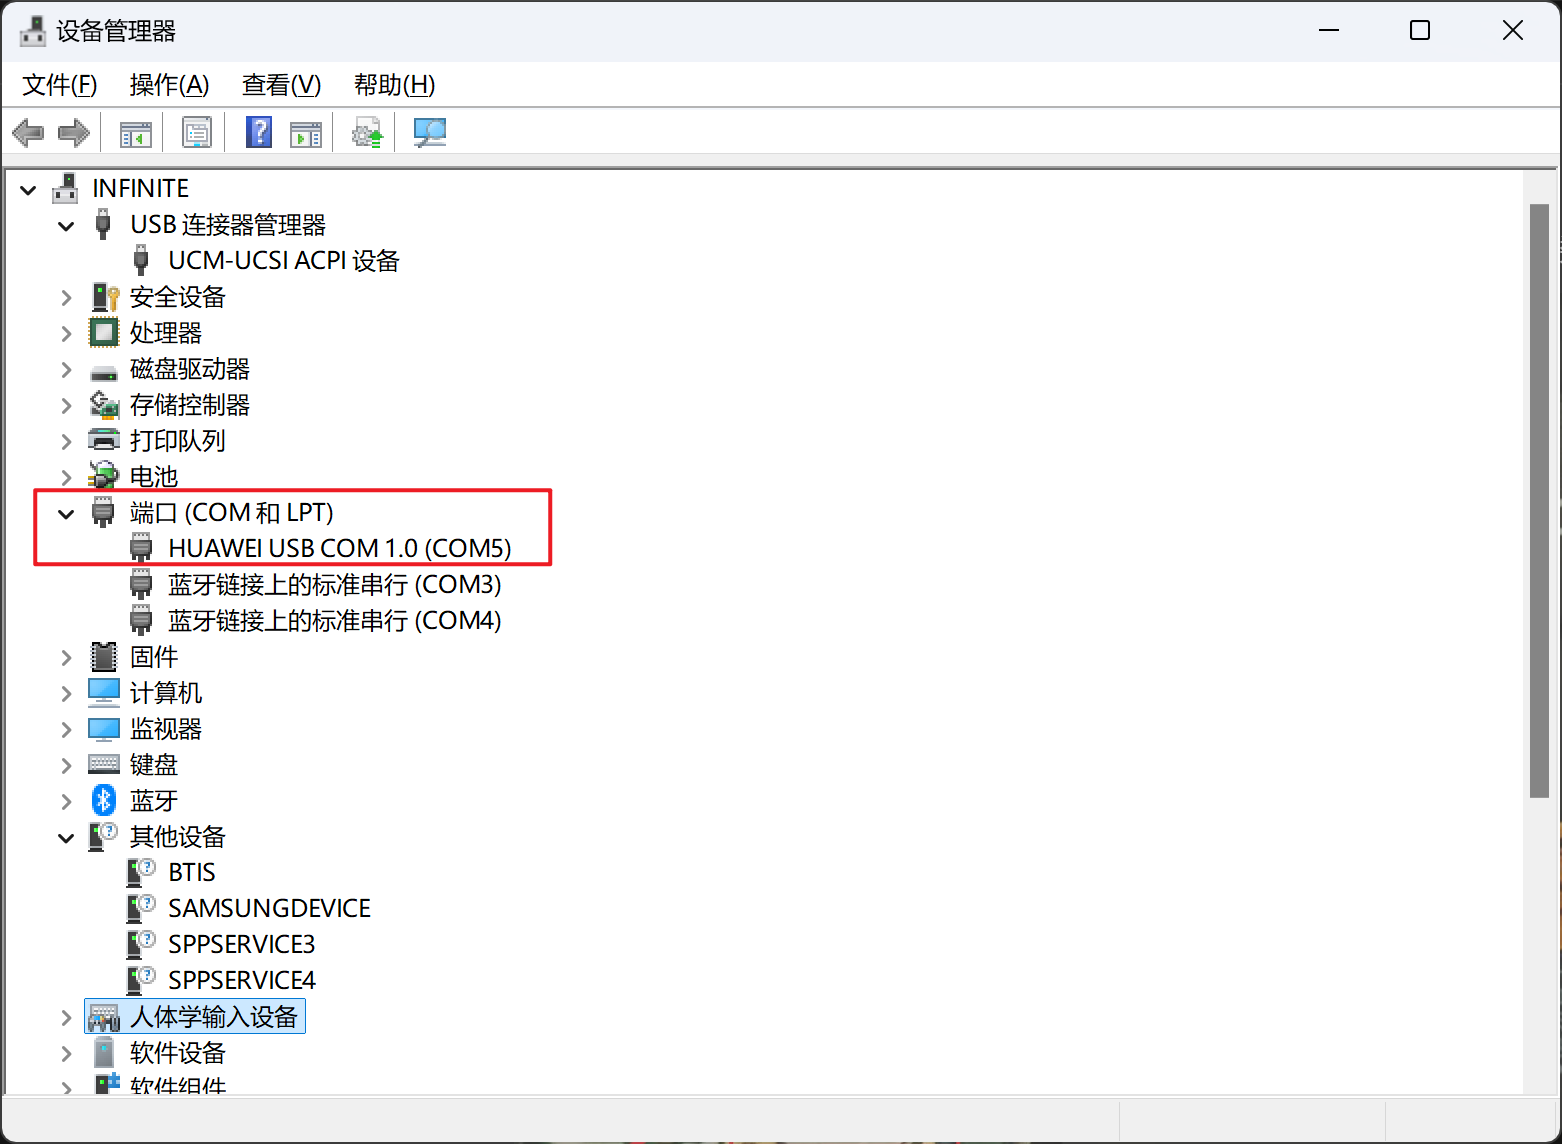 设备管理器
文件(F) 操作(A) 查看(V) 帮助(H)
INFINITE
USB 连接器管理器
UCM-UCSI ACPI 设备
安全设备
处理器
磁盘驱动器
存储控制器
打印队列
电池
端口 (COM 和 LPT)
HUAWEI USB COM 1.0 (COM5)
蓝牙链接上的标准串行 (COM3)
蓝牙链接上的标准串行 (COM4)
固件
计算机
监视器
键盘
蓝牙
其他设备
BTIS
SAMSUNGDEVICE
SPPSERVICE3
SPPSERVICE4
人体学输入设备
软件设备
软件组件